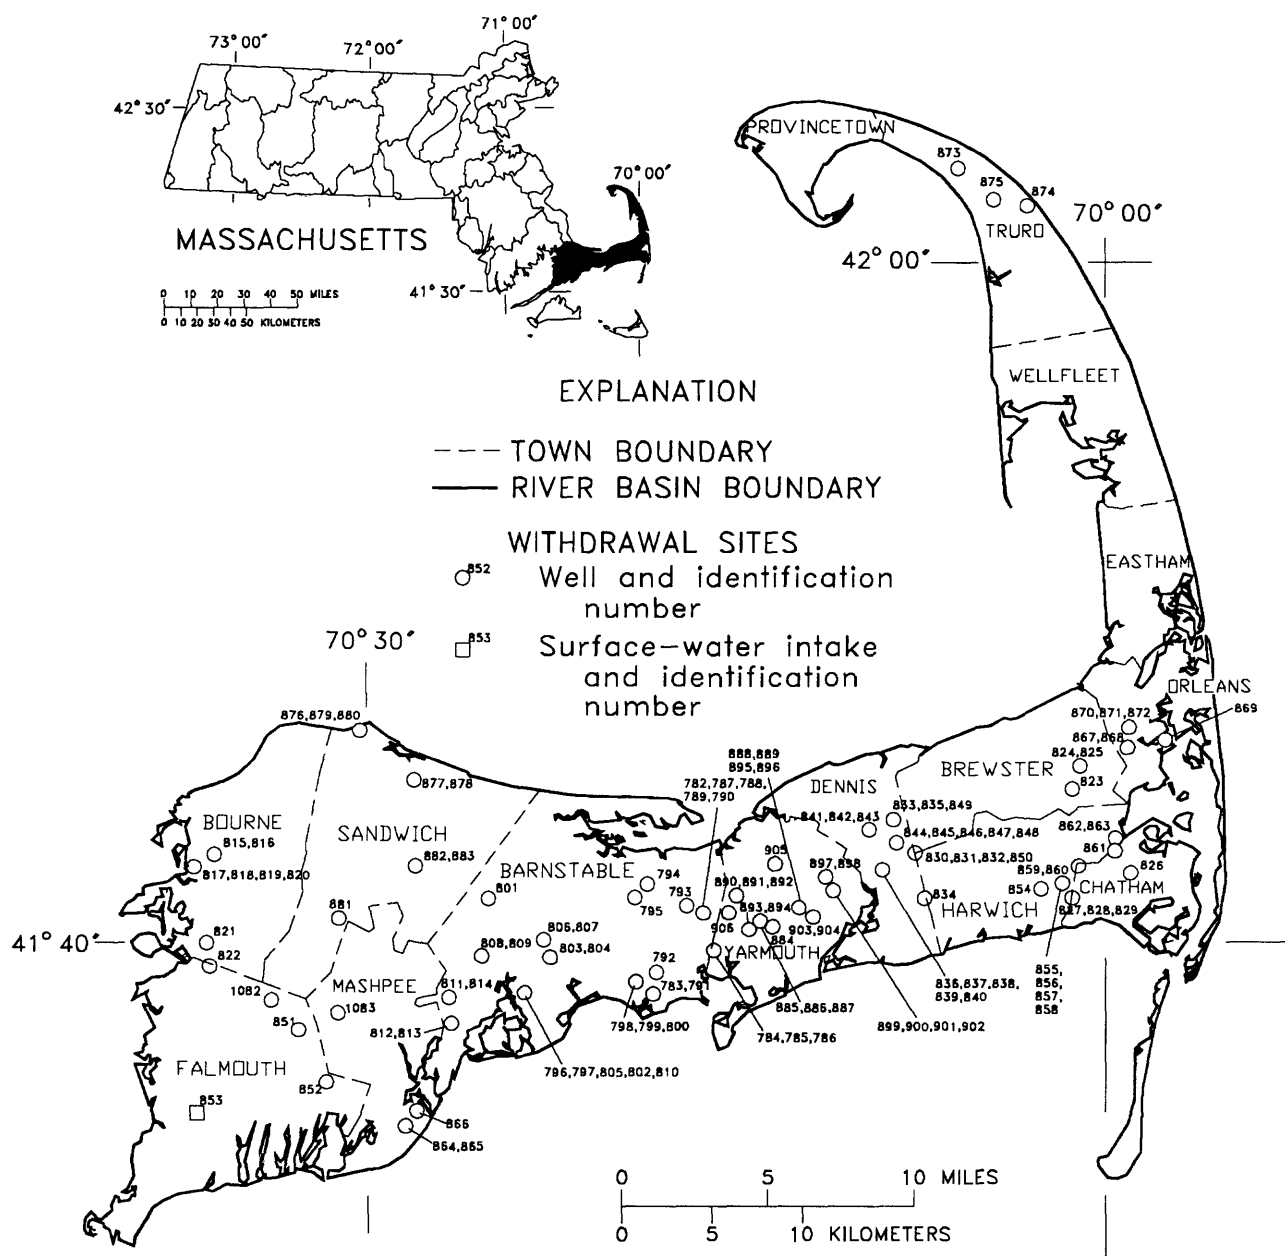 71°00′
73°00′
72°00′
42°30′
70°00′
MASSACHUSETTS
41°30′
0 10 20 30 40 50 MILES
0 10 20 30 40 50 KILOMETERS
PROVINCETOWN
873
875
874
TRURO
70°00′
42°00′
WELLFLEET
EXPLANATION
TOWN BOUNDARY
RIVER BASIN BOUNDARY
WITHDRAWAL SITES
852
Well and identification
number
853
Surface-water intake
and identification
number
EASTHAM
70°30′
ORLEANS
869
876,879,880
870,871,872
867,868
888,889
895,896
824,825
782,787,788,
789,790
BREWSTER
823
877,878
DENNIS
833,835,849
BOURNE
SANDWICH
841,842,843
844,845,846,847,848
862,863
815,816
861
817,818,819,820
882,883
BARNSTABLE
905
897,898
830,831,832,850
826
794
859,860
801
793
890,891,892
854
CHATHAM
795
834
HARWICH
827,828,829
881
893,894
906
884
903,904
41°40′
821
806,807
YARMOUTH
808,809
803,804
822
792
855,
856,
857,
858
1082
MASHPEE
811,814
783,791
836,837,838,
839,840
1083
885,886,887
851
812,813
798,799,800
899,900,901,902
784,785,786
FALMOUTH
796,797,805,802,810
852
853
866
864,865
0 5 10 MILES
0 5 10 KILOMETERS